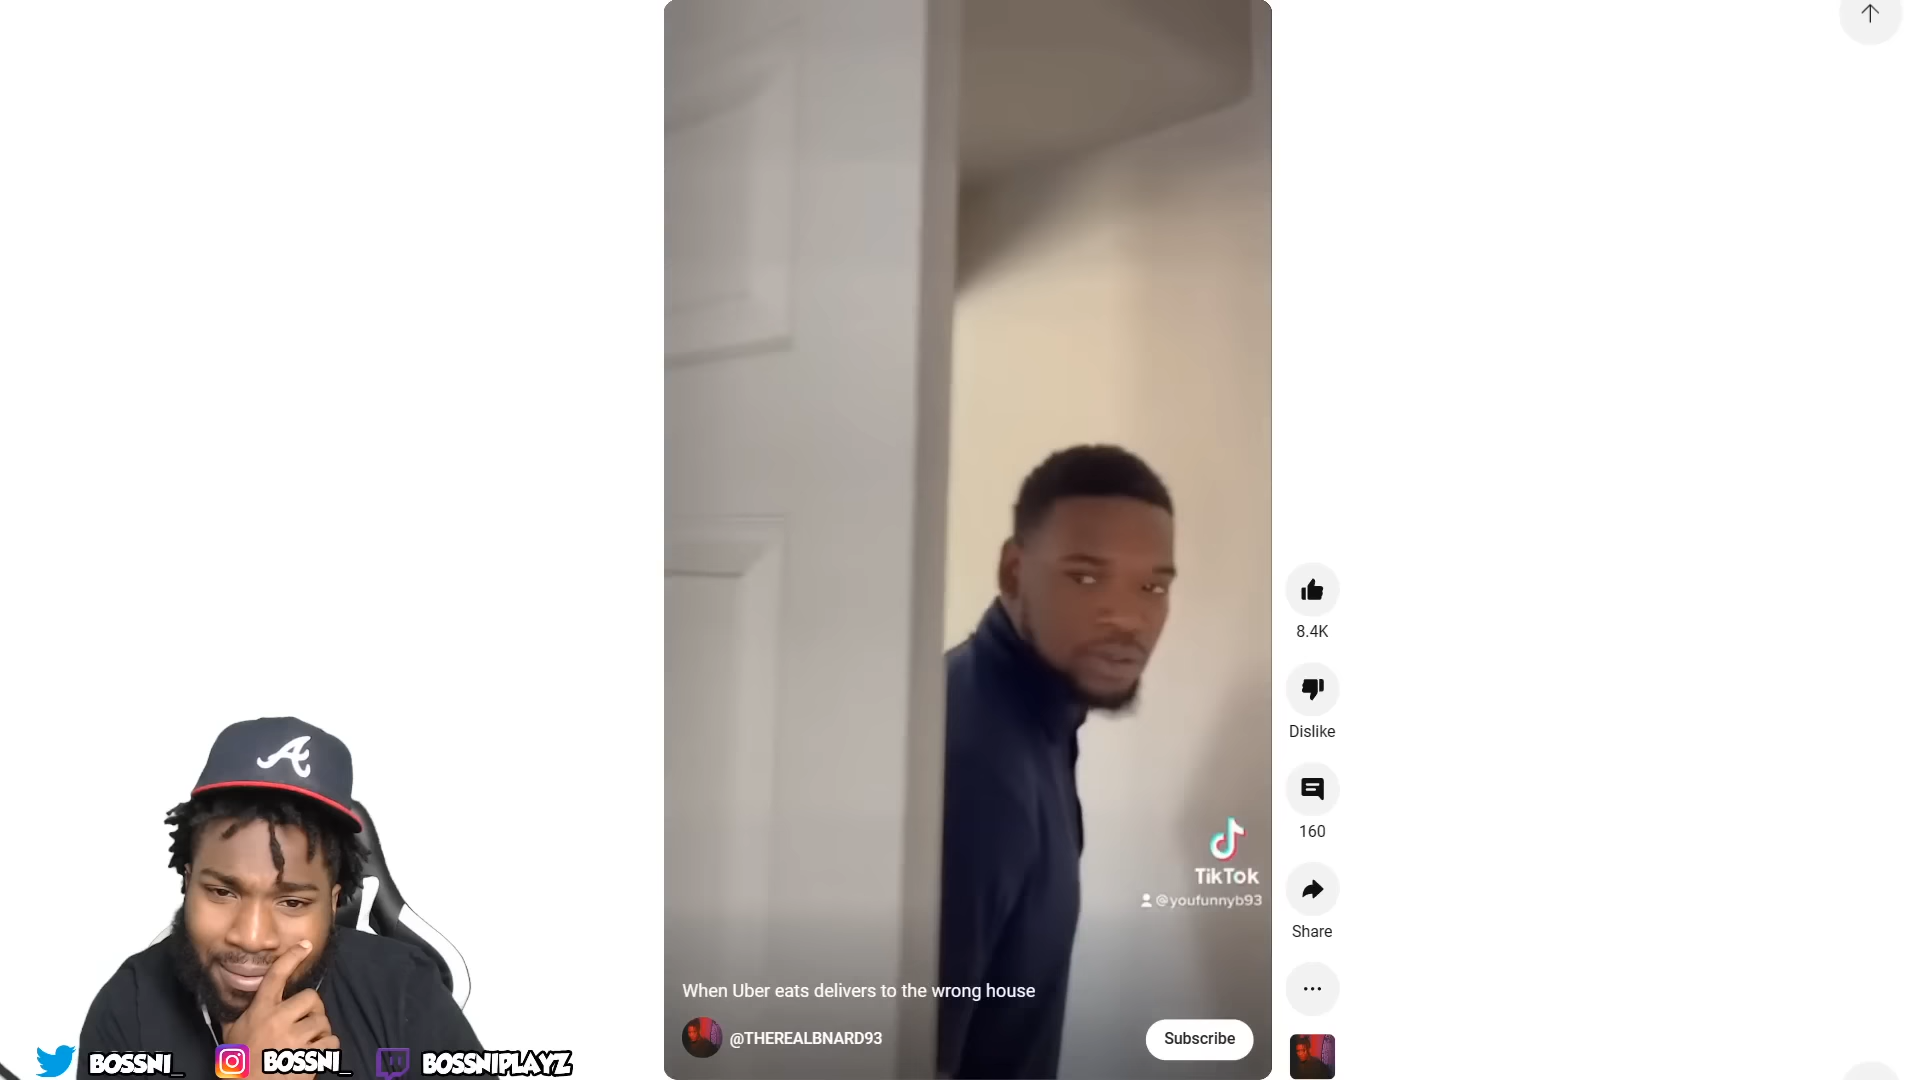 8.4K
Dislike
160
Share
TikTok
@youfunnyb93
When Uber eats delivers to the wrong house
@THEREALBNARD93
Subscribe
A
BOSSNI_
BOSSNI_
BOSSNIPLAYZ